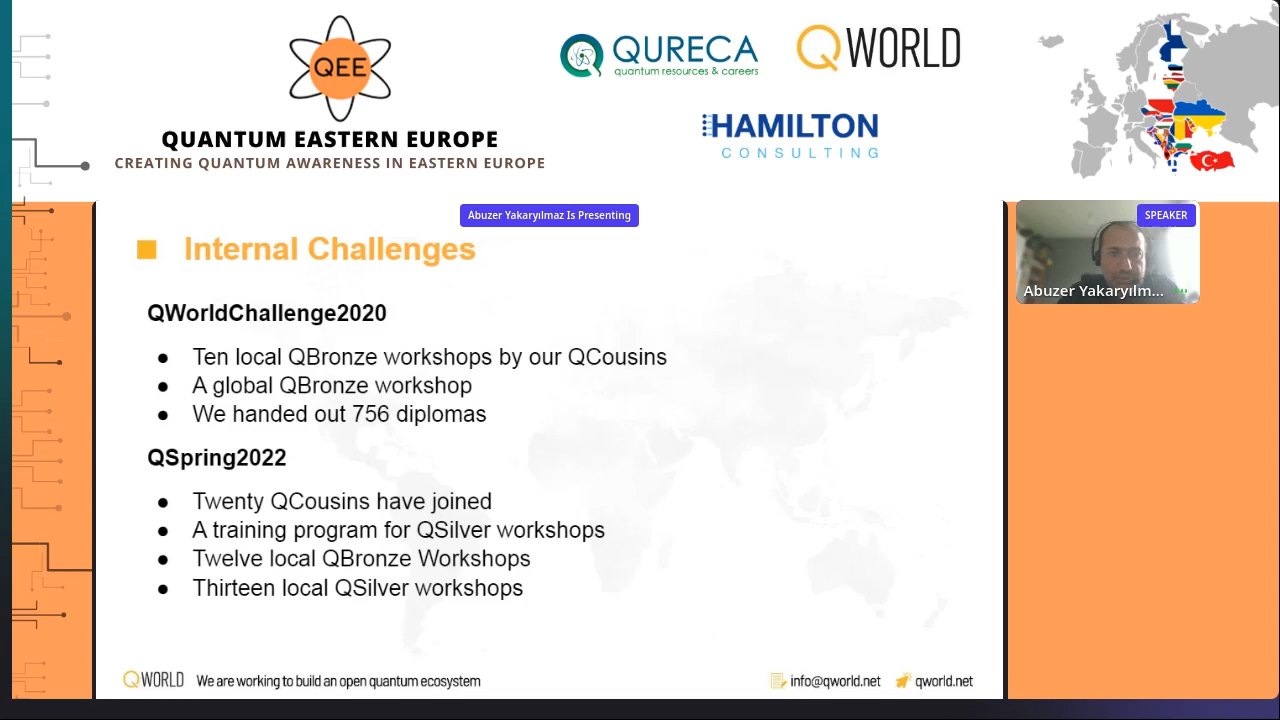 QEE
QUANTUM EASTERN EUROPE
CREATING QUANTUM AWARENESS IN EASTERN EUROPE
QURECA
quantum resources & careers
QWORLD
HAMILTON
CONSULTING
Abuzer Yakaryılmaz Is Presenting
SPEAKER
Abuzer Yakaryılm...
Internal Challenges
QWorldChallenge2020
● Ten local QBronze workshops by our QCousins
● A global QBronze workshop
● We handed out 756 diplomas
QSpring2022
● Twenty QCousins have joined
● A training program for QSilver workshops
● Twelve local QBronze Workshops
● Thirteen local QSilver workshops
QWORLD We are working to build an open quantum ecosystem
info@qworld.net qworld.net